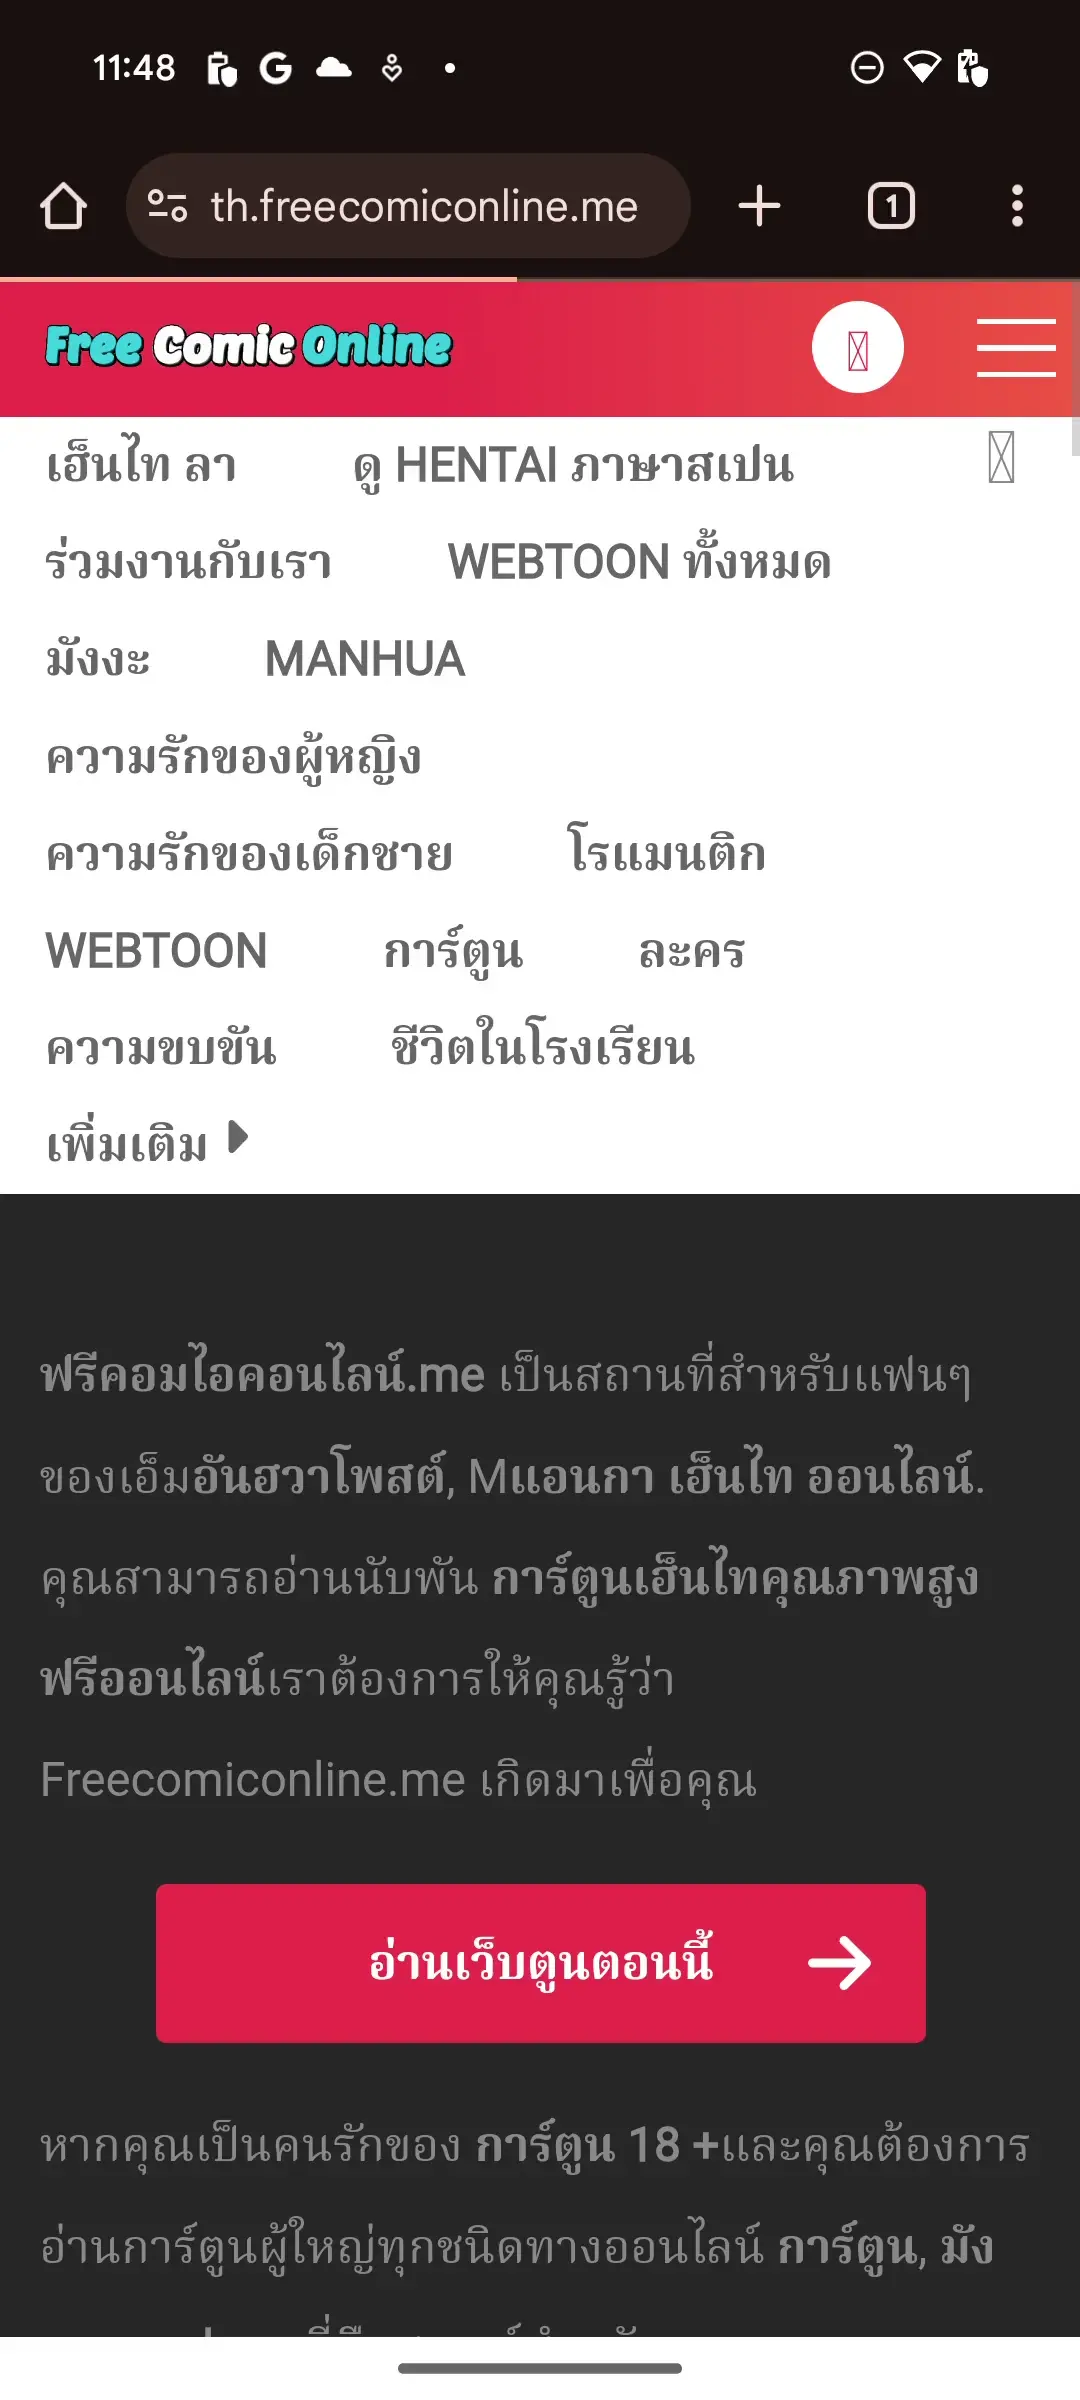 11:48
th.freecomiconline.me
1
Free Comic Online
เฮ็นไท ลา ดู HENTAI ภาษาสเปน
ร่วมงานกับเรา WEBTOON ทั้งหมด
มังงะ MANHUA
ความรักของผู้หญิง
ความรักของเด็กชาย โรแมนติก
WEBTOON การ์ตูน ละคร
ความขบขัน ชีวิตในโรงเรียน
เพิ่มเติม
ฟรีคอมไอคอนไลน์.me เป็นสถานที่สำหรับแฟนๆ
ของเอ็มอันฮวาโพสต์, Mแอนกา เฮ็นไท ออนไลน์.
คุณสามารถอ่านนับพัน การ์ตูนเฮ็นไทคุณภาพสูง
ฟรีออนไลน์เราต้องการให้คุณรู้ว่า
Freecomiconline.me เกิดมาเพื่อคุณ
อ่านเว็บตูนตอนนี้
หากคุณเป็นคนรักของ การ์ตูน 18 +และคุณต้องการ
อ่านการ์ตูนผู้ใหญ่ทุกชนิดทางออนไลน์ การ์ตูน, มัง